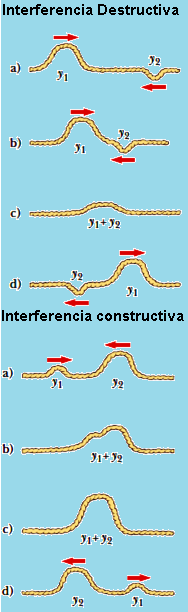 Interferencia Destructiva
a) y1 y2
b) y1 y2
c) y1 + y2
d) y2 y1
Interferencia constructiva
a) y1 y2
b) y1 + y2
c) y1 + y2
d) y2 y1